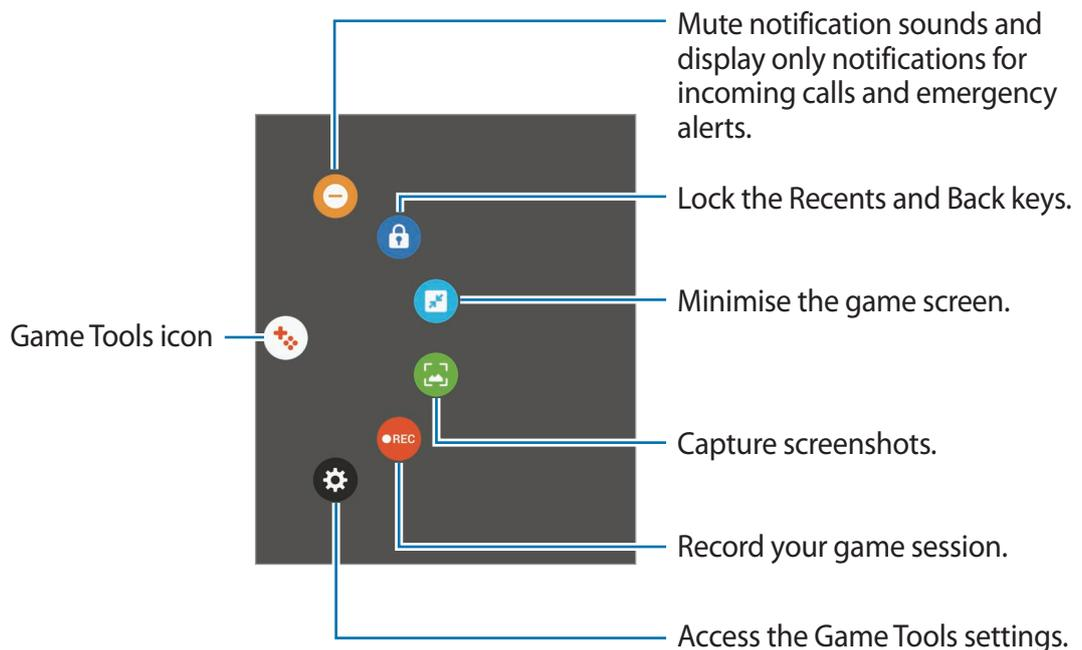 Mute notification sounds and
display only notifications for
incoming calls and emergency
alerts.
Lock the Recents and Back keys.
Minimise the game screen.
Game Tools icon
Capture screenshots.
REC
Record your game session.
Access the Game Tools settings.